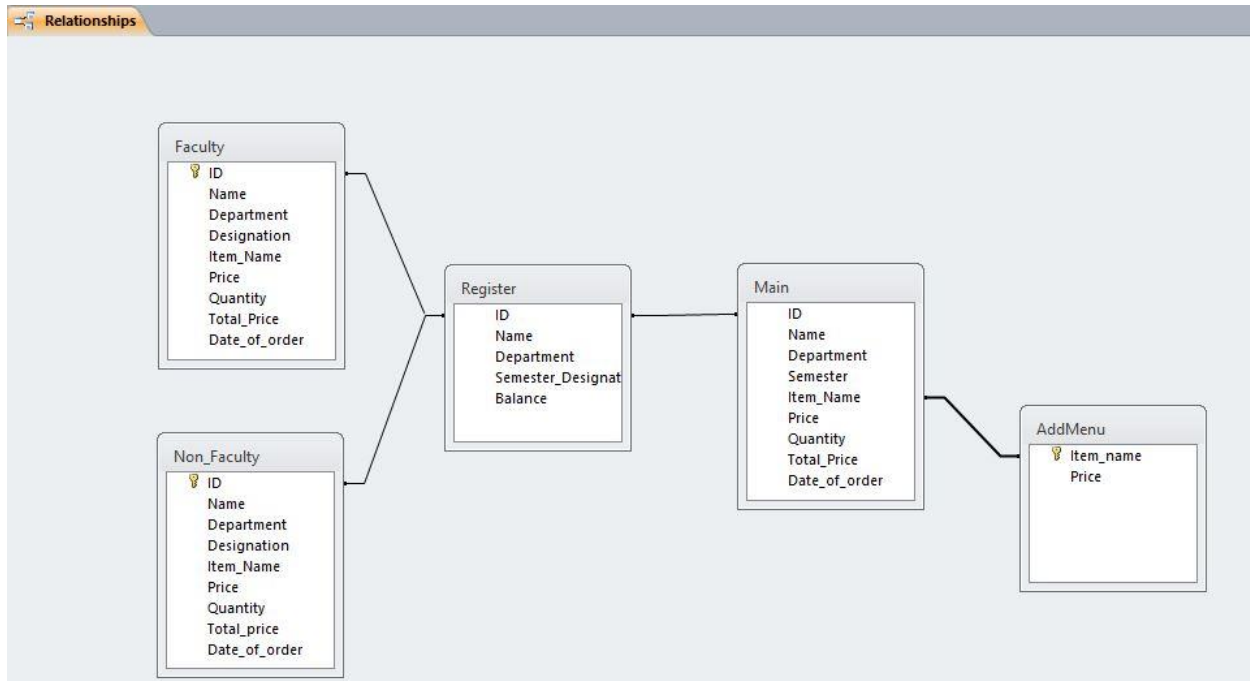 Relationships
Faculty
ID
Name
Department
Designation
Item_Name
Price
Quantity
Total_Price
Date_of_order
Non_Faculty
ID
Name
Department
Designation
Item_Name
Price
Quantity
Total_price
Date_of_order
Register
ID
Name
Department
Semester_Designat
Balance
Main
ID
Name
Department
Semester
Item_Name
Price
Quantity
Total_Price
Date_of_order
AddMenu
Item_name
Price